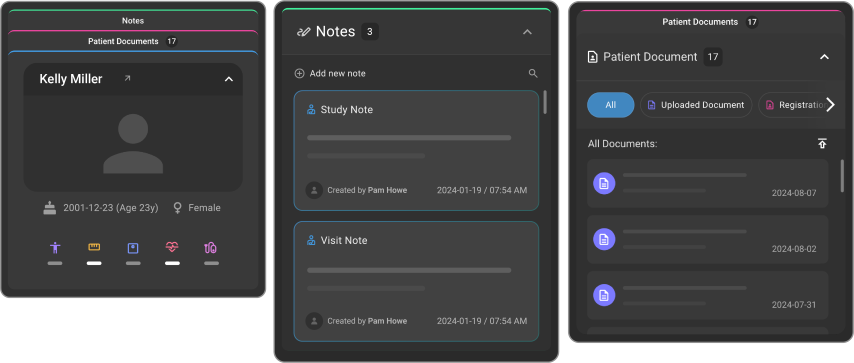 Notes
Patient Documents 17
Kelly Miller
2001-12-23 (Age 23y) Female
Notes 3
Add new note
Study Note
Created by Pam Howe 2024-01-19 / 07:54 AM
Visit Note
Created by Pam Howe 2024-01-19 / 07:54 AM
Patient Documents 17
Patient Document 17
All Uploaded Document Registratio
All Documents:
2024-08-07
2024-08-02
2024-07-31